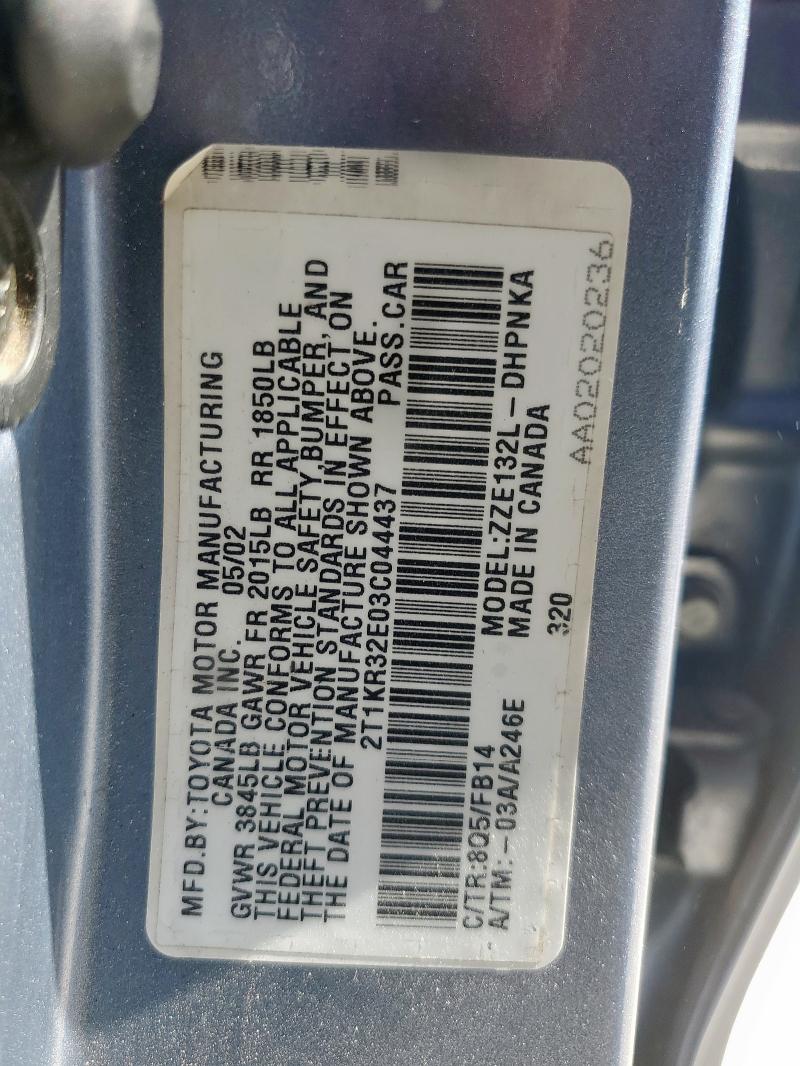 MFD.BY:TOYOTA MOTOR MANUFACTURING
CANADA INC. 05/02
GVWR 3845LB GAWR FR 2015LB RR 1850LB
THIS VEHICLE CONFORMS TO ALL APPLICABLE
FEDERAL MOTOR VEHICLE SAFETY,BUMPER, AND
THEFT PREVENTION STANDARDS IN EFFECT ON
THE DATE OF MANUFACTURE SHOWN ABOVE.
2T1KR32E03C044437 PASS.CAR
C/TR:8Q5/FB14 MODEL:ZZE132L-DHPNKA
A/TM:-03A/A246E MADE IN CANADA
320
AA02020236